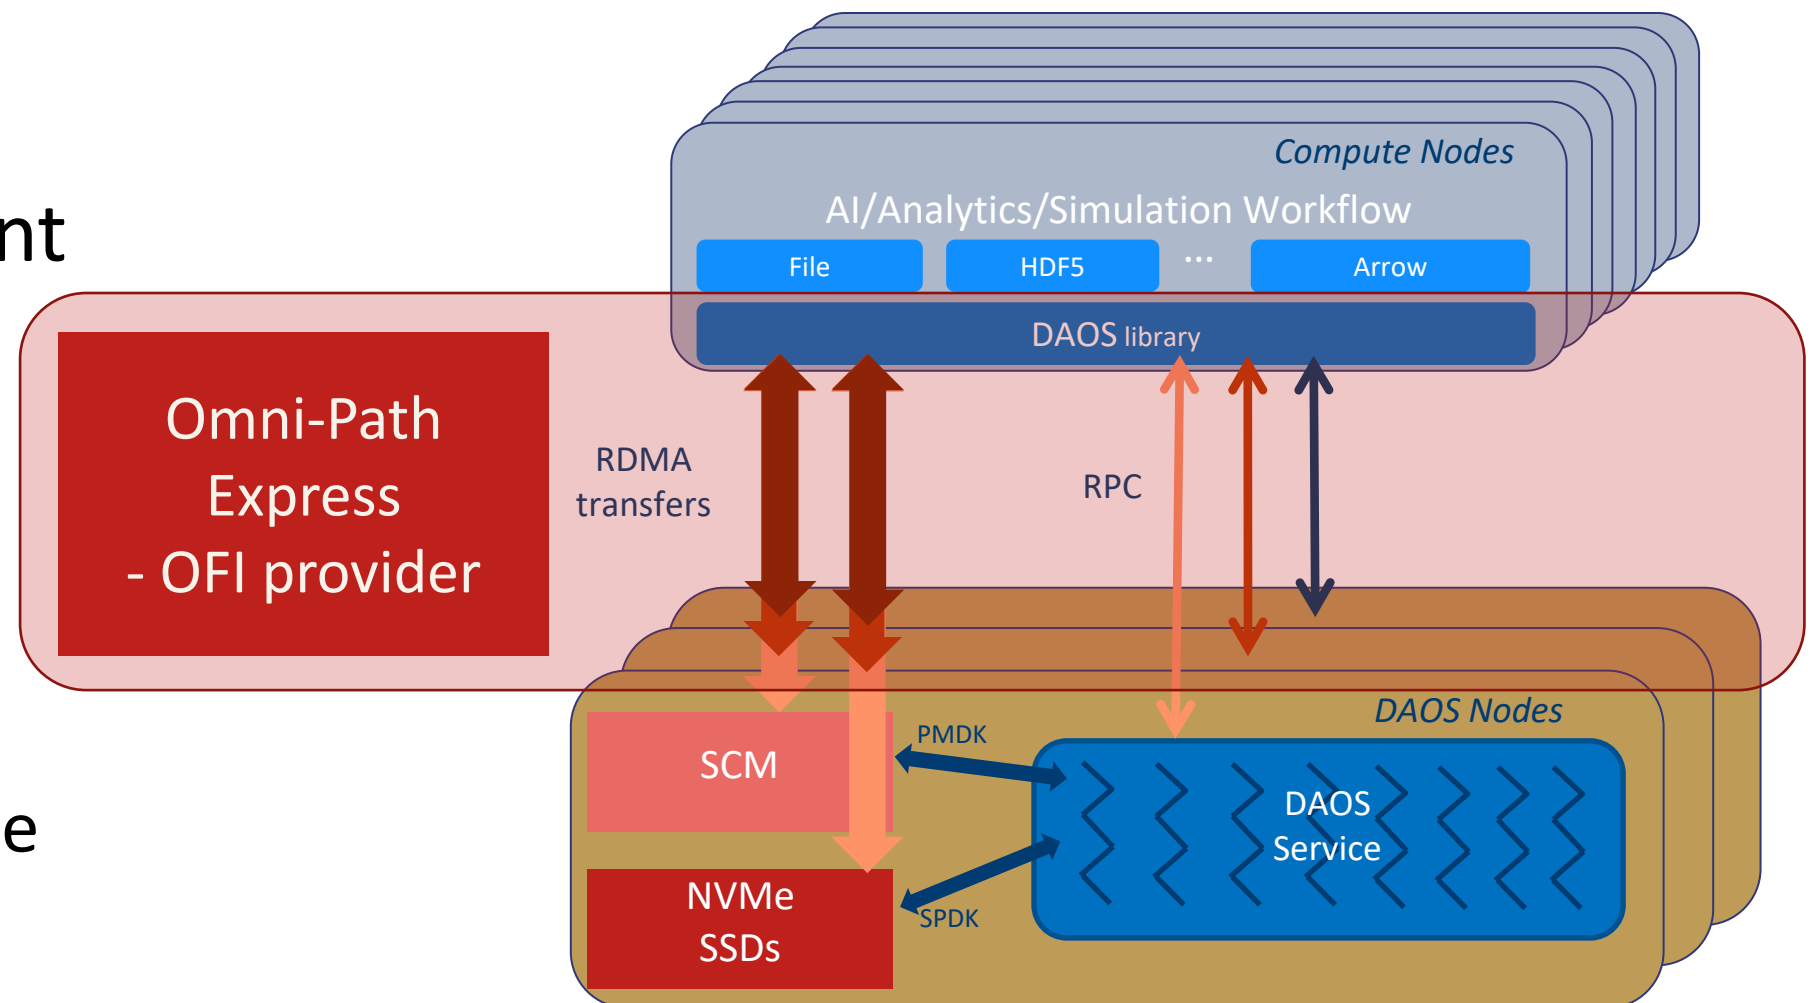 nt
e
Compute Nodes
AI/Analytics/Simulation Workflow
File
HDF5
...
Arrow
DAOS library
Omni-Path
Express
- OFI provider
RDMA
transfers
RPC
DAOS Nodes
SCM
PMDK
DAOS
Service
NVMe
SSDs
SPDK